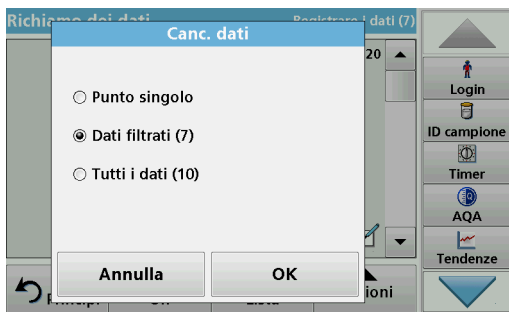 Richiamo dei dati
Registrare i dati (7)
Canc. dati
20
Punto singolo
Dati filtrati (7)
Tutti i dati (10)
Annulla
OK
ioni
Login
ID campione
Timer
AQA
Tendenze